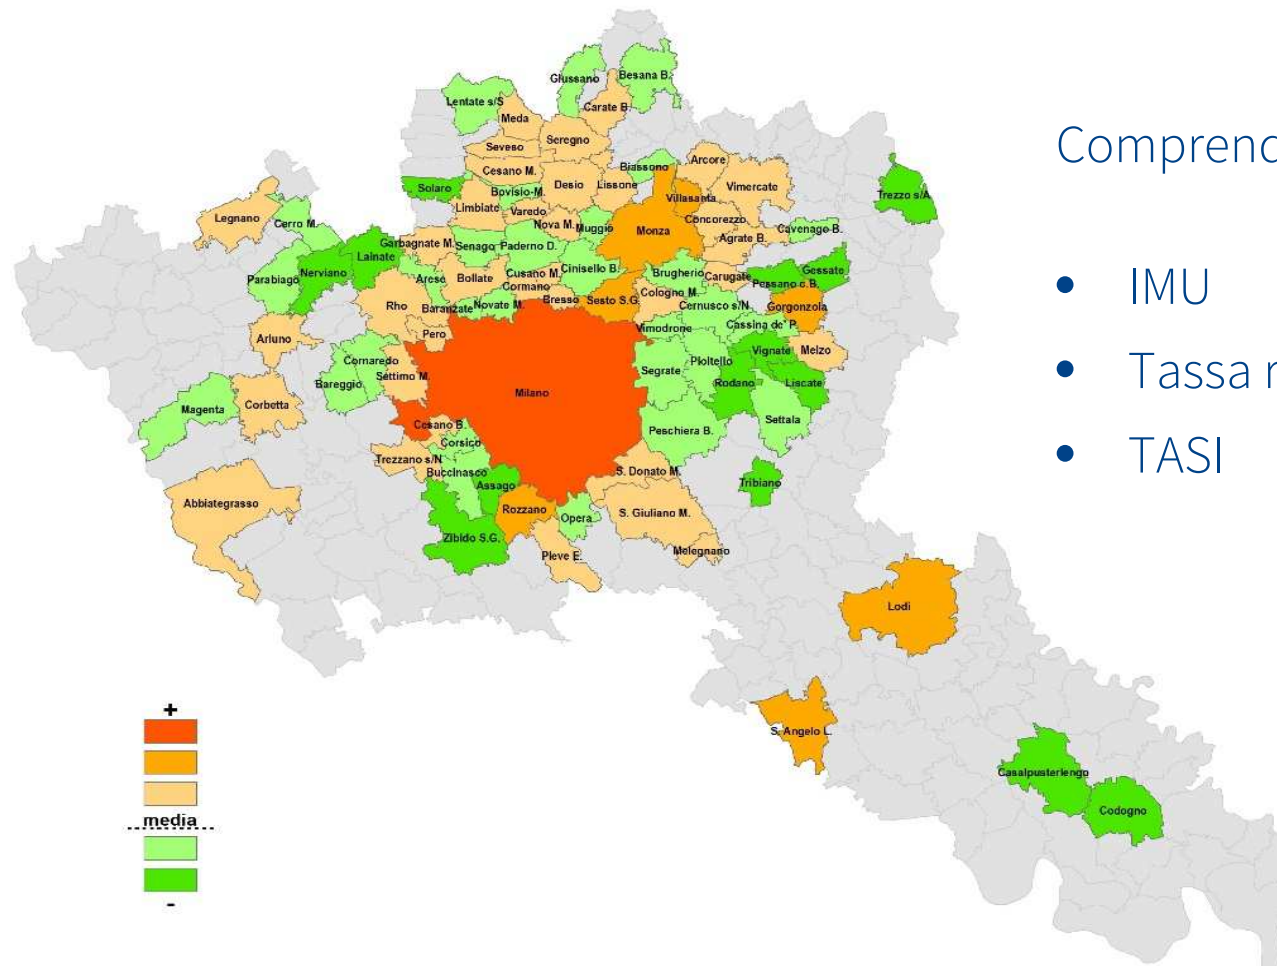 Comprend
• IMU
• Tassa r
• TASI
Giussano
Besana B.
Lentate s/S
Carate B.
Meda
Seregno
Seveso
Cesano M.
Biassono
Arcore
Solaro
Bovisio-M.
Desio
Lissone
Villasanta
Vimercate
Trezzo s/A.
Legnano
Cerro M.
Limbiate
Varedo
Nova M.
Muggiò
Monza
Concorezzo
Cavenago B.
Garbagnate M.
Senago
Paderno D.
Agrate B.
Lainate
Nerviano
Parabiago
Arese
Bollate
Cusano M.
Cinisello B.
Brugherio
Carugate
Pessano c.B.
Gessate
Cormano
Rho
Baranzate
Novate M.
Bresso
Sesto S.G.
Cologno M.
Cernusco s/N
Gorgonzola
Pero
Vimodrone
Cassina de' P.
Arluno
Cornaredo
Settimo M.
Segrate
Pioltello
Vignate
Melzo
Bareggio
Milano
Rodano
Liscate
Magenta
Corbetta
Cesano B.
Peschiera B.
Settala
Corsico
Trezzano s/N
Buccinasco
S. Donato M.
Assago
Tribiano
Abbiategrasso
Rozzano
Opera
S. Giuliano M.
Zibido S.G.
Pieve E.
Melegnano
Lodi
S. Angelo L.
Casalpusterlengo
Codogno
+
media
-